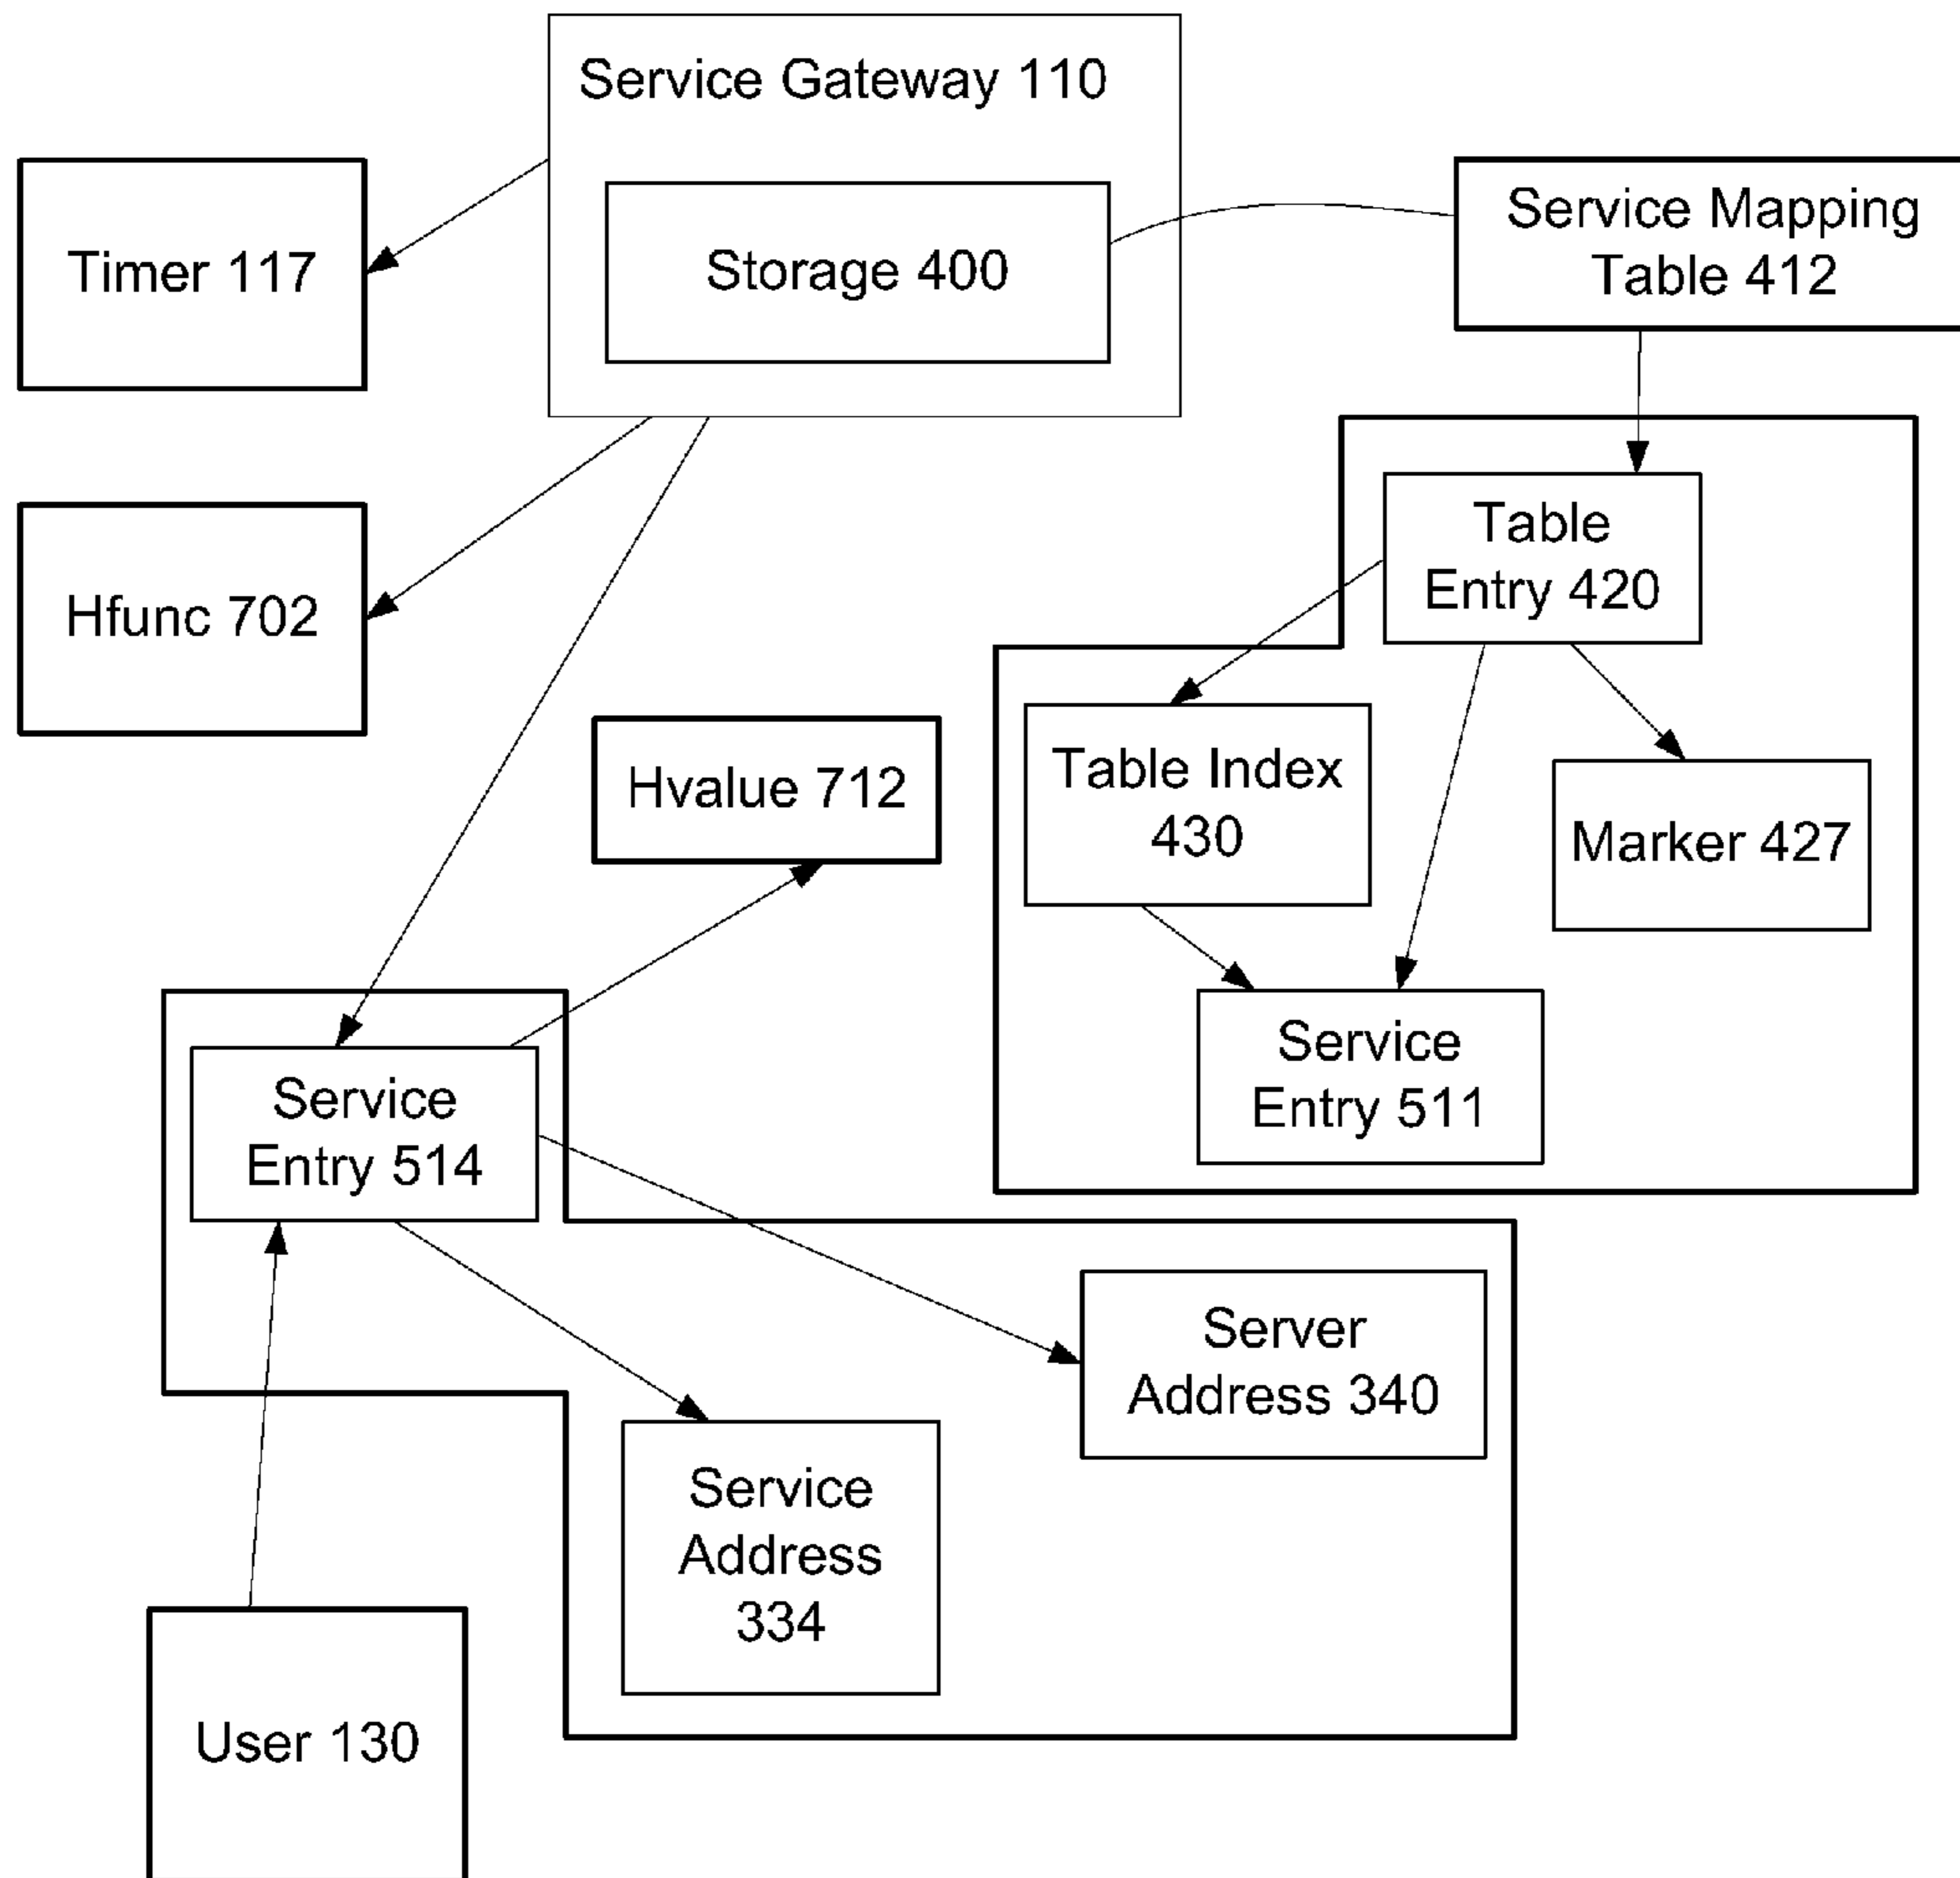 Service Gateway 110
Timer 117
Storage 400
Service Mapping
Table 412
Table
Entry 420
Hfunc 702
Hvalue 712
Table Index
430
Marker 427
Service
Entry 511
Service
Entry 514
Server
Address 340
Service
Address
334
User 130